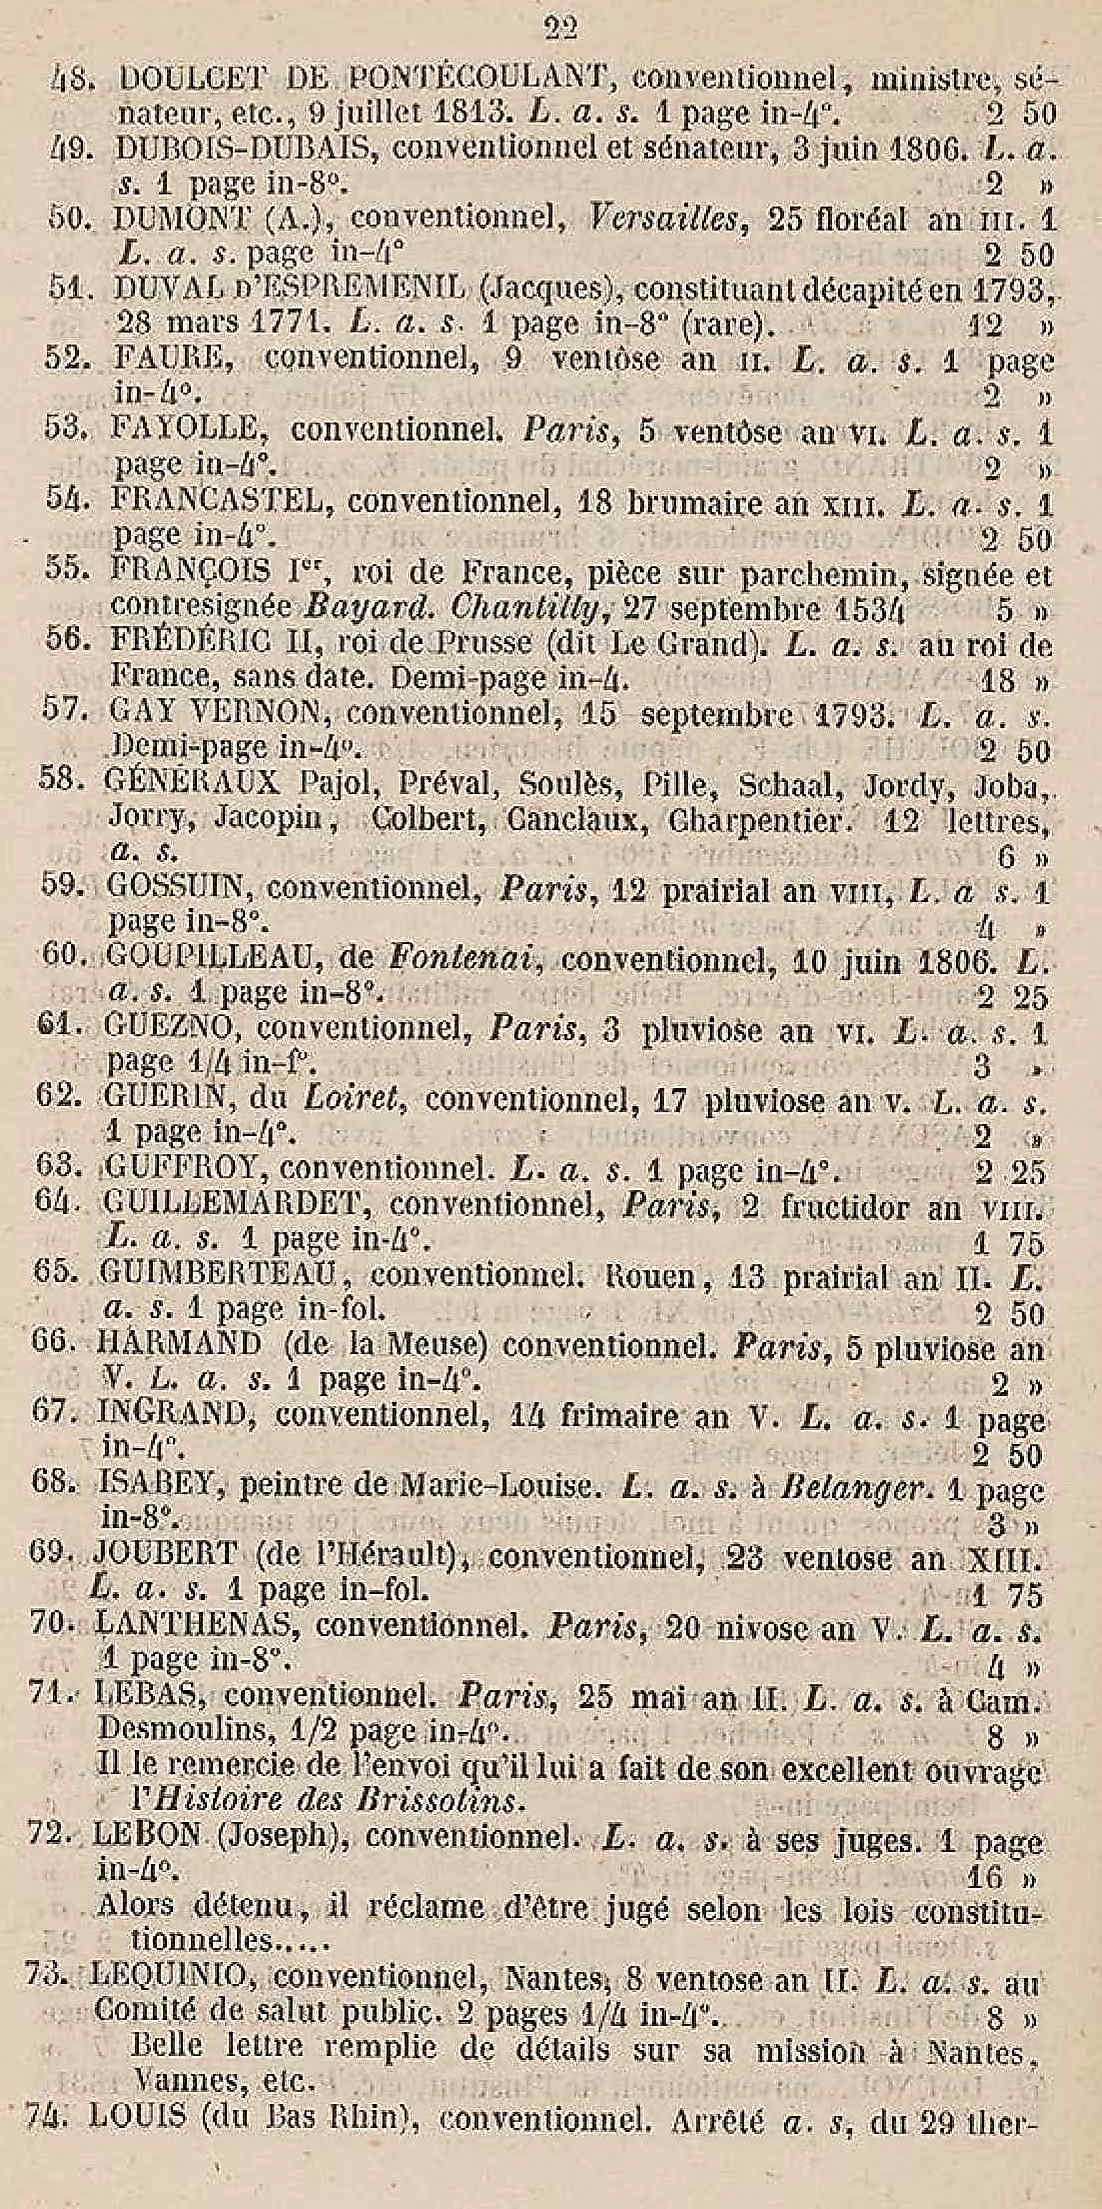 22
48. DOULCET DE PONTÉCOULANT, conventionnel, ministre, sé-
nateur, etc., 9 juillet 1813. L. a. s. 1 page in-4°. 2 50
49. DUBOIS-DUBAIS, conventionnel et sénateur, 3 juin 1806. L. a.
s. 1 page in-8°. 2 »
50. DUMONT (A.), conventionnel, Versailles, 25 floréal an III. 1
L. a. s. page in-4° 2 50
51. DUVAL D'ESPREMENIL (Jacques), constituant décapité en 1793,
28 mars 1771. L. a. s. 1 page in-8° (rare). 12 »
52. FAURE, conventionnel, 9 ventôse an II. L. a. s. 1 page
in-4°. 2 »
53. FAYOLLE, conventionnel. Paris, 5 ventôse an VI. L. a. s. 1
page in-4°. 2 »
54. FRANCASTEL, conventionnel, 18 brumaire an XIII. L. a. s. 1
page in-4°. 2 50
55. FRANÇOIS Ier, roi de France, pièce sur parchemin, signée et
contresignée Bayard. Chantilly, 27 septembre 1534 5 »
56. FRÉDÉRIC II, roi de Prusse (dit Le Grand). L. a. s. au roi de
France, sans date. Demi-page in-4. 18 »
57. GAY VERNON, conventionnel, 15 septembre 1793. L. a. s.
Demi-page in-4°. 2 50
58. GÉNÉRAUX Pajol, Préval, Soulès, Pille, Schaal, Jordy, Joba,
Jorry, Jacopin, Colbert, Canclaux, Charpentier. 12 lettres,
a. s. 6 »
59. GOSSUIN, conventionnel, Paris, 12 prairial an VIII, L. a s. 1
page in-8°. 4 »
60. GOUPILLEAU, de Fontenai, conventionnel, 10 juin 1806. L.
a. s. 1 page in-8°. 2 25
61. GUEZNO, conventionnel, Paris, 3 pluviose an VI. L. a. s. 1
page 1/4 in-f°. 3 »
62. GUERIN, du Loiret, conventionnel, 17 pluviose an V. L. a. s.
1 page in-4°. 2 »
63. GUFFROY, conventionnel. L. a. s. 1 page in-4°. 2 25
64. GUILLEMARDET, conventionnel, Paris, 2 fructidor an VIII.
L. a. s. 1 page in-4°. 1 75
65. GUIMBERTEAU, conventionnel. Rouen, 13 prairial an II. L.
a. s. 1 page in-fol. 2 50
66. HARMAND (de la Meuse) conventionnel. Paris, 5 pluviose an
V. L. a. s. 1 page in-4°. 2 »
67. INGRAND, conventionnel, 14 frimaire an V. L. a. s. 1 page
in-4°. 2 50
68. ISABEY, peintre de Marie-Louise. L. a. s. à Belanger. 1 page
in-8°. 3 »
69. JOUBERT (de l'Hérault), conventionnel, 23 ventose an XIII.
L. a. s. 1 page in-fol. 1 75
70. LANTHENAS, conventionnel. Paris, 20 nivose an V. L. a. s.
1 page in-8°. 4 »
71. LEBAS, conventionnel. Paris, 25 mai an II. L. a. s. à Cam.
Desmoulins, 1/2 page in-4°. 8 »
Il le remercie de l'envoi qu'il lui a fait de son excellent ouvrage
l'Histoire des Brissotins.
72. LEBON (Joseph), conventionnel. L. a. s. à ses juges. 1 page
in-4°. 16 »
Alors détenu, il réclame d'être jugé selon les lois constitu-
tionnelles.....
73. LEQUINIO, conventionnel, Nantes, 8 ventose an II. L. a. s. au
Comité de salut public. 2 pages 1/4 in-4°. 8 »
Belle lettre remplie de détails sur sa mission à Nantes,
Vannes, etc.
74. LOUIS (du Bas Rhin), conventionnel. Arrêté a. s, du 29 ther-